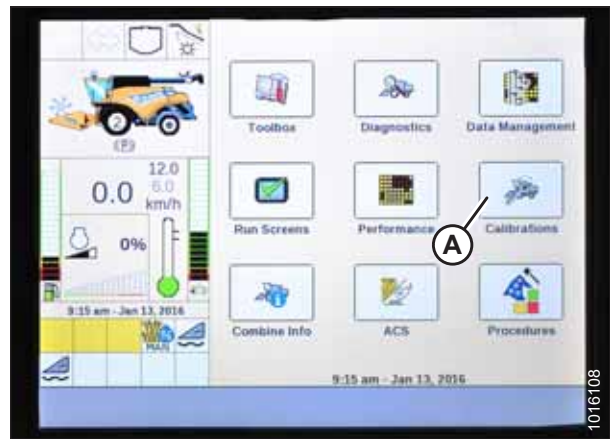 2
(P)
12.0
0.0
6.0
km/h
0%
9:15 am - Jan 13, 2016
MAN
Toolbox
Diagnostics
Data Management
Run Screens
Performance
Calibrations
A
Combine Info
ACS
Procedures
9:15 am - Jan 13, 2016
1016108